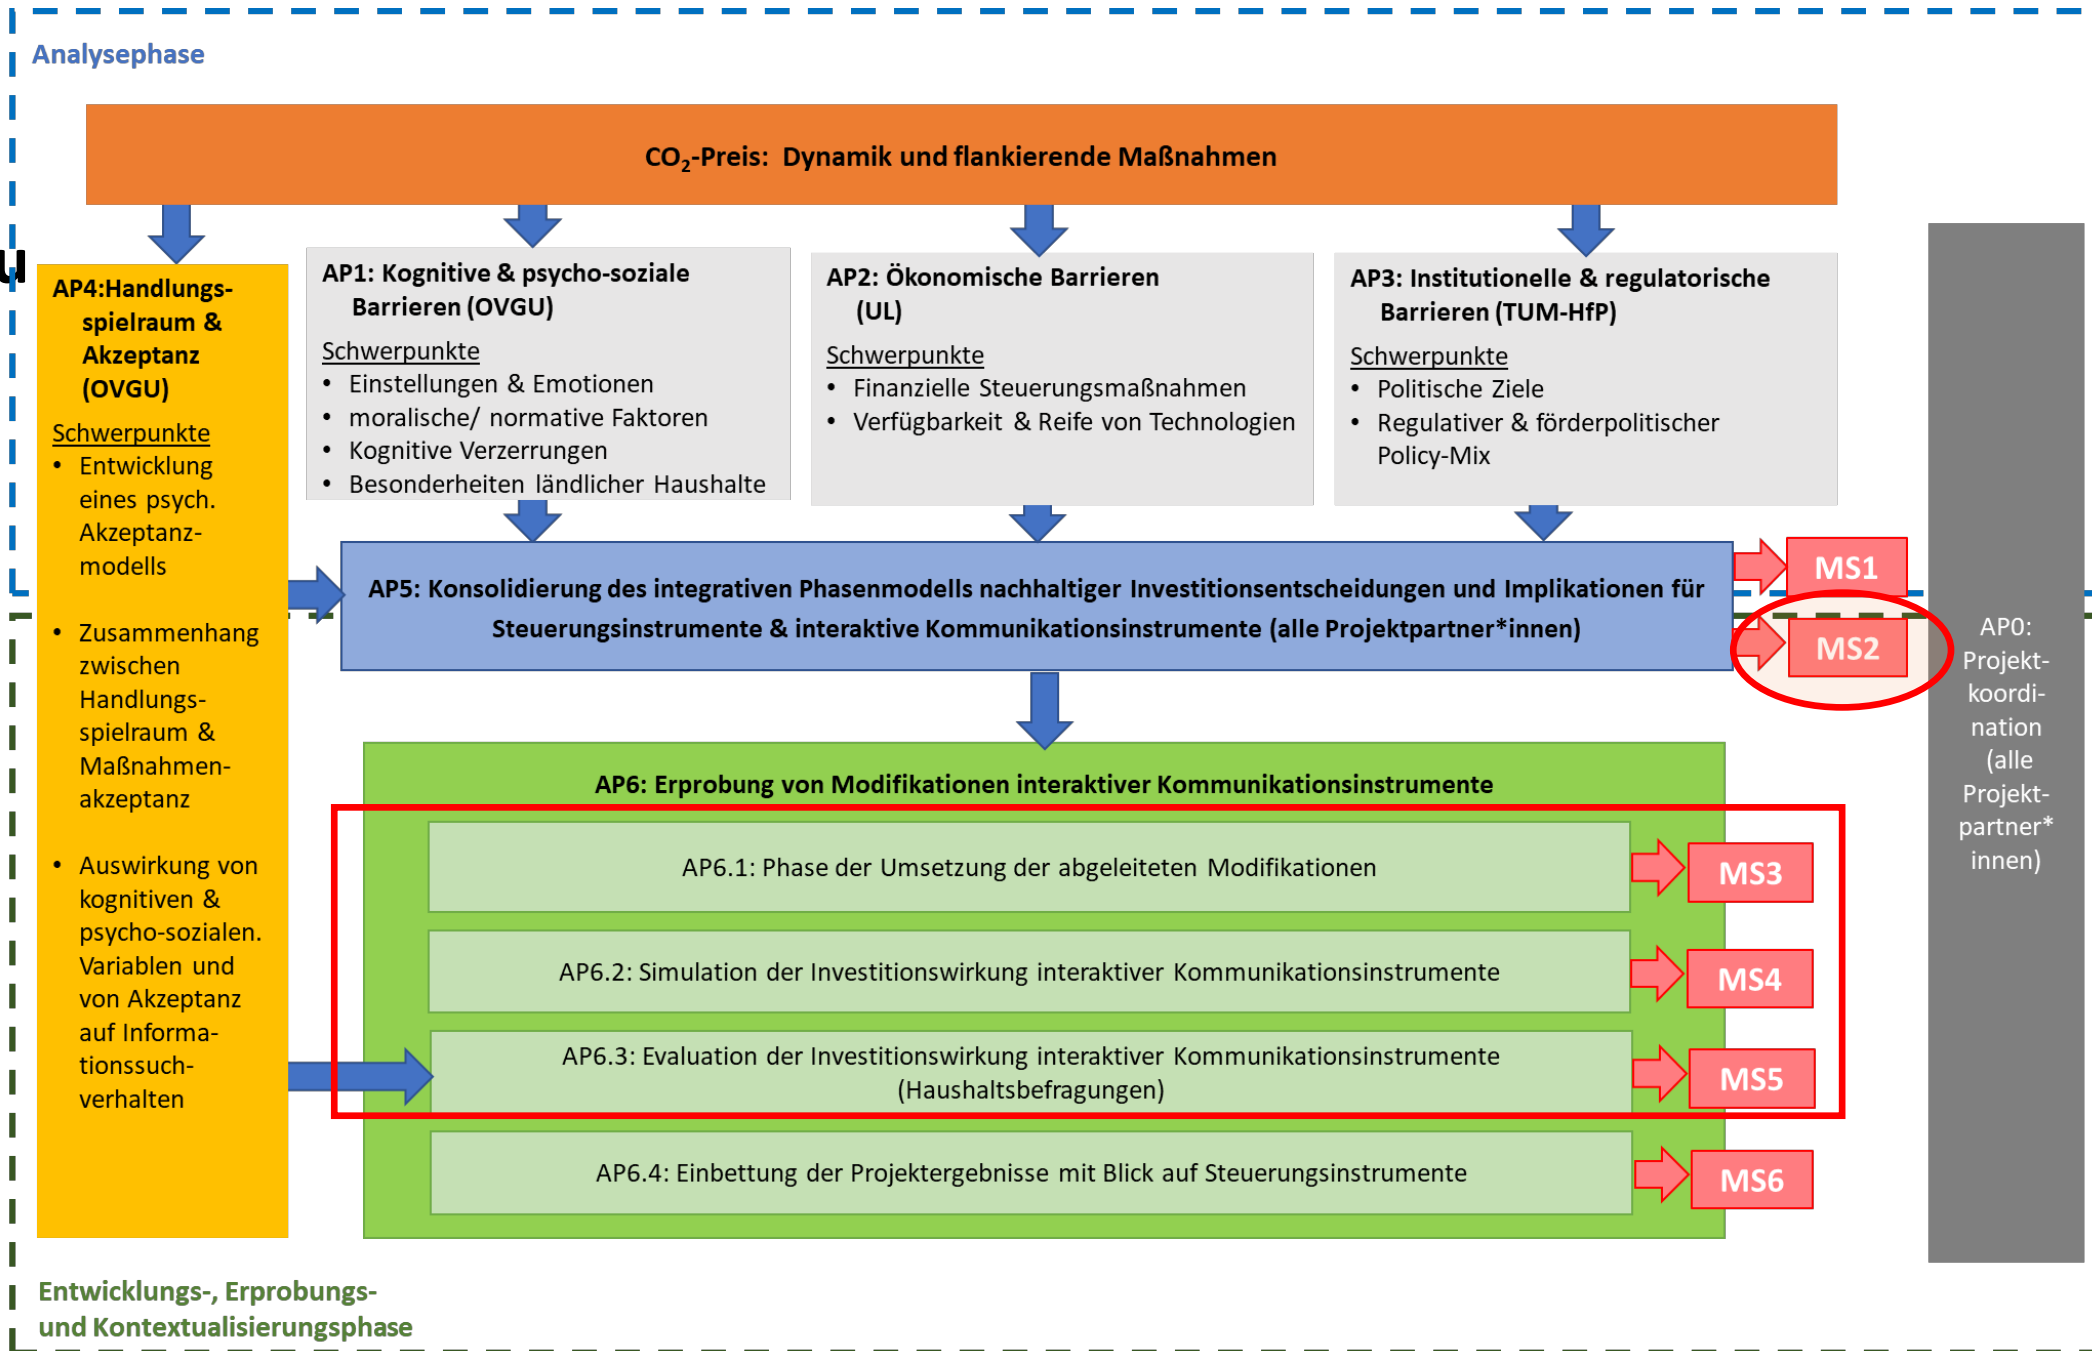 Analysephase
CO₂-Preis:  Dynamik und flankierende Maßnahmen
u
AP4:Handlungs-
spielraum &
Akzeptanz
(OVGU)
Schwerpunkte
• Entwicklung
eines psych.
Akzeptanz-
modells
• Zusammenhang
zwischen
Handlungs-
spielraum &
Maßnahmen-
akzeptanz
• Auswirkung von
kognitiven &
psycho-sozialen.
Variablen und
von Akzeptanz
auf Informa-
tionssuch-
verhalten
AP1: Kognitive & psycho-soziale
Barrieren (OVGU)
Schwerpunkte
• Einstellungen & Emotionen
• moralische/ normative Faktoren
• Kognitive Verzerrungen
• Besonderheiten ländlicher Haushalte
AP2: Ökonomische Barrieren
(UL)
Schwerpunkte
• Finanzielle Steuerungsmaßnahmen
• Verfügbarkeit & Reife von Technologien
AP3: Institutionelle & regulatorische
Barrieren (TUM-HfP)
Schwerpunkte
• Politische Ziele
• Regulativer & förderpolitischer
Policy-Mix
AP5: Konsolidierung des integrativen Phasenmodells nachhaltiger Investitionsentscheidungen und Implikationen für
Steuerungsinstrumente & interaktive Kommunikationsinstrumente (alle Projektpartner*innen)
MS1
MS2
AP0:
Projekt-
koordi-
nation
(alle
Projekt-
partner*
innen)
AP6: Erprobung von Modifikationen interaktiver Kommunikationsinstrumente
AP6.1: Phase der Umsetzung der abgeleiteten Modifikationen
MS3
AP6.2: Simulation der Investitionswirkung interaktiver Kommunikationsinstrumente
MS4
AP6.3: Evaluation der Investitionswirkung interaktiver Kommunikationsinstrumente
(Haushaltsbefragungen)
MS5
AP6.4: Einbettung der Projektergebnisse mit Blick auf Steuerungsinstrumente
MS6
Entwicklungs-, Erprobungs-
und Kontextualisierungsphase